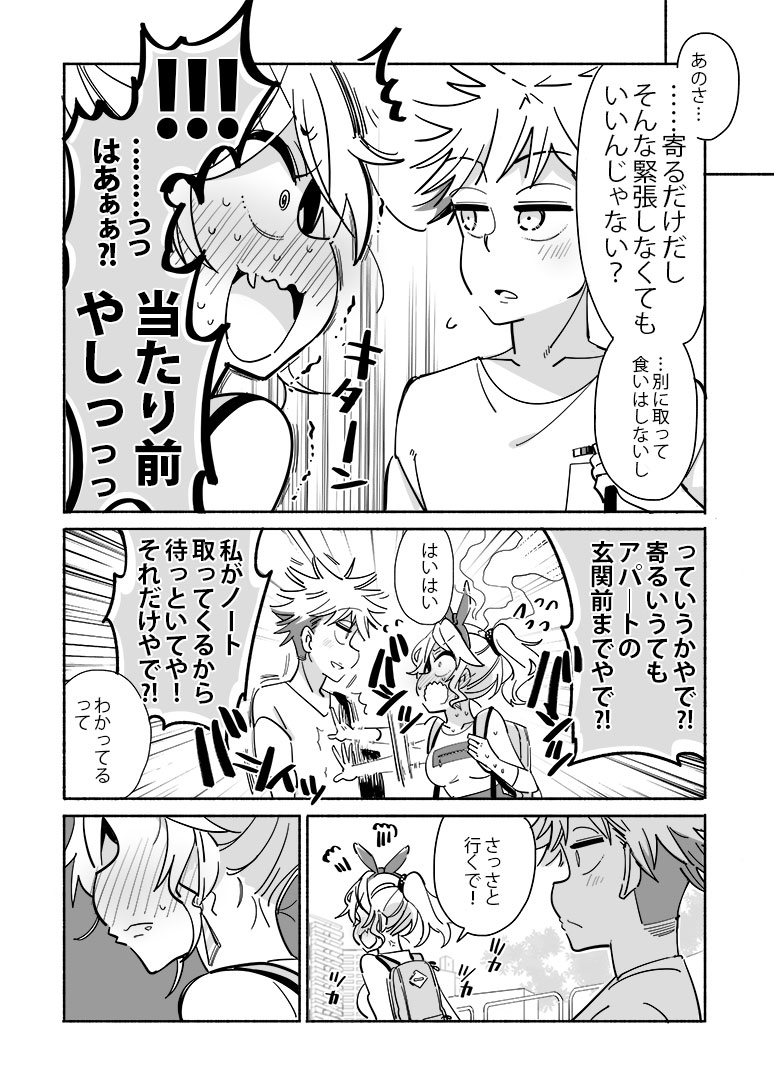 あのさ…
……寄るだけだし
そんな緊張しなくても
いいんじゃない？
…別に取って
食いはしないし
キターン
!!!
………っっ
はあぁぁ?!
当たり前
やしっっっ
っていうかやで?!
寄るいうても
アパートの
玄関前までやで?!
はいはい
私がノート
取ってくるから
待っといてや！
それだけやで?!
わかってる
って
さっさと
行くで！
ツカ
ツカ